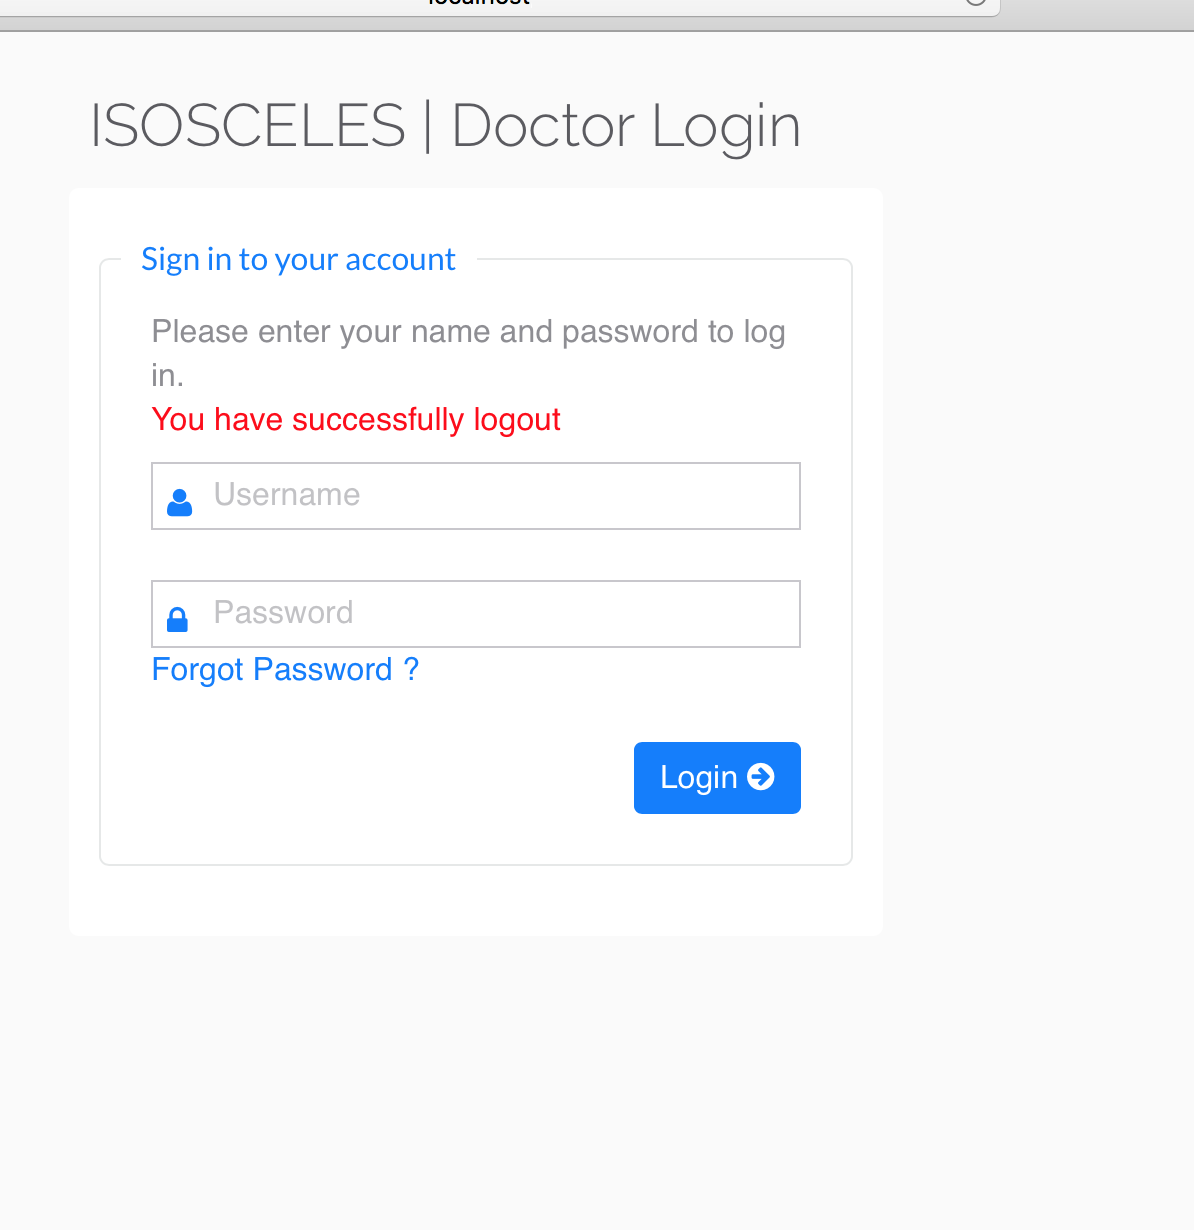 localhost
ISOSCELES | Doctor Login
Sign in to your account
Please enter your name and password to log
in.
You have successfully logout
Username
Password
Forgot Password ?
Login